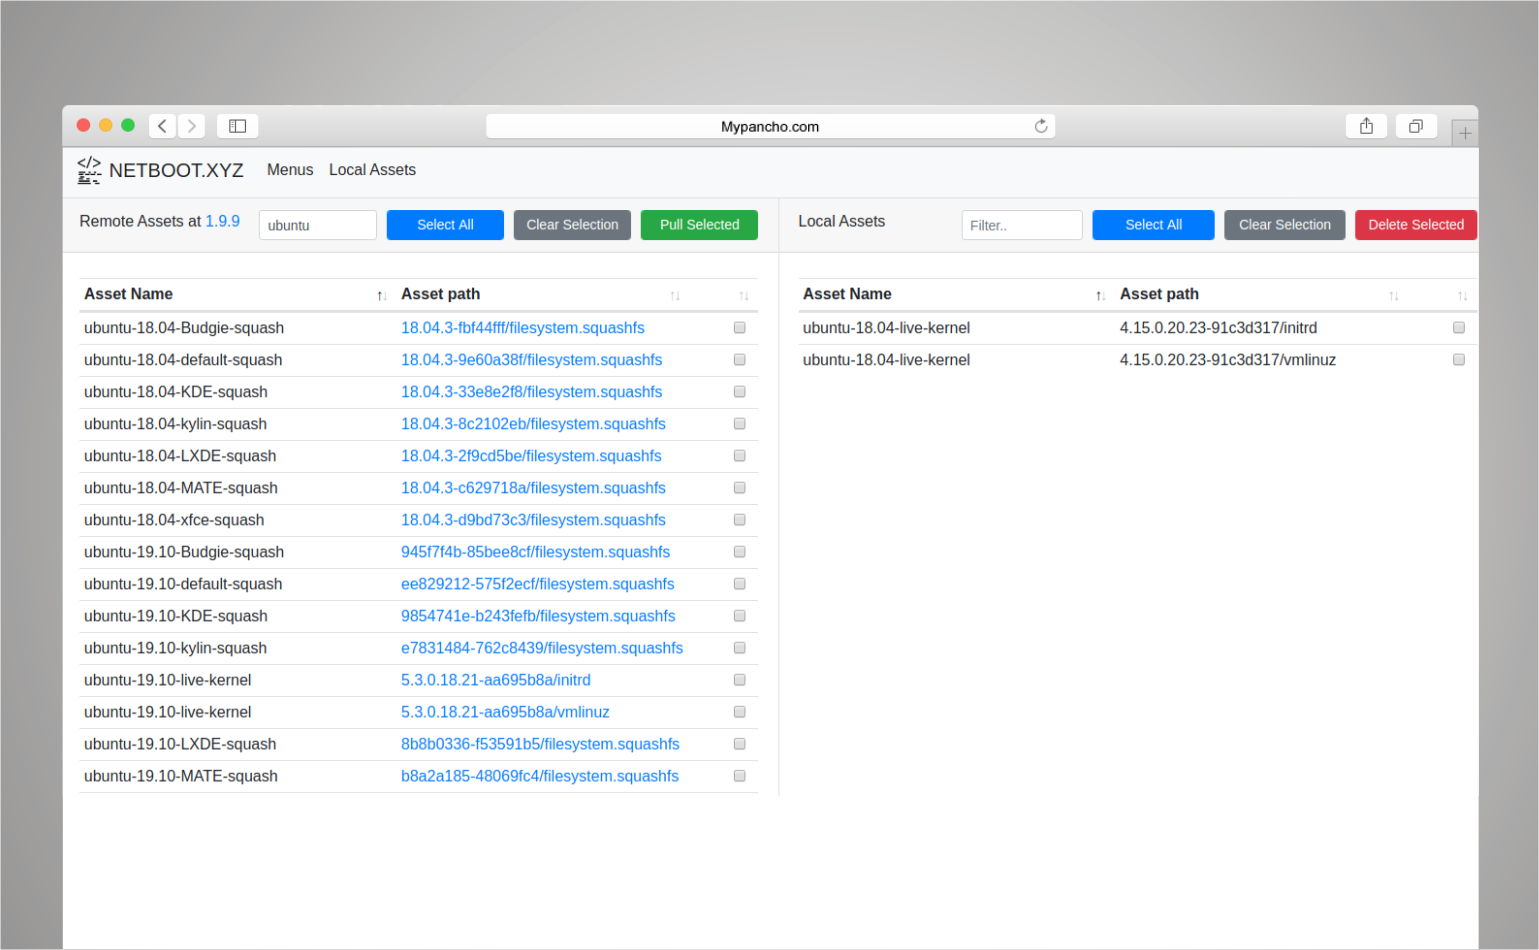 Mypancho.com
NETBOOT.XYZ Menus Local Assets
Remote Assets at 1.9.9 ubuntu Select All Clear Selection Pull Selected
Asset Name Asset path
ubuntu-18.04-Budgie-squash 18.04.3-fbf44fff/filesystem.squashfs
ubuntu-18.04-default-squash 18.04.3-9e60a38f/filesystem.squashfs
ubuntu-18.04-KDE-squash 18.04.3-33e8e2f8/filesystem.squashfs
ubuntu-18.04-kylin-squash 18.04.3-8c2102eb/filesystem.squashfs
ubuntu-18.04-LXDE-squash 18.04.3-2f9cd5be/filesystem.squashfs
ubuntu-18.04-MATE-squash 18.04.3-c629718a/filesystem.squashfs
ubuntu-18.04-xfce-squash 18.04.3-d9bd73c3/filesystem.squashfs
ubuntu-19.10-Budgie-squash 945f7f4b-85bee8cf/filesystem.squashfs
ubuntu-19.10-default-squash ee829212-575f2ecf/filesystem.squashfs
ubuntu-19.10-KDE-squash 9854741e-b243fefb/filesystem.squashfs
ubuntu-19.10-kylin-squash e7831484-762c8439/filesystem.squashfs
ubuntu-19.10-live-kernel 5.3.0.18.21-aa695b8a/initrd
ubuntu-19.10-live-kernel 5.3.0.18.21-aa695b8a/vmlinuz
ubuntu-19.10-LXDE-squash 8b8b0336-f53591b5/filesystem.squashfs
ubuntu-19.10-MATE-squash b8a2a185-48069fc4/filesystem.squashfs
Local Assets Filter.. Select All Clear Selection Delete Selected
Asset Name Asset path
ubuntu-18.04-live-kernel 4.15.0.20.23-91c3d317/initrd
ubuntu-18.04-live-kernel 4.15.0.20.23-91c3d317/vmlinuz